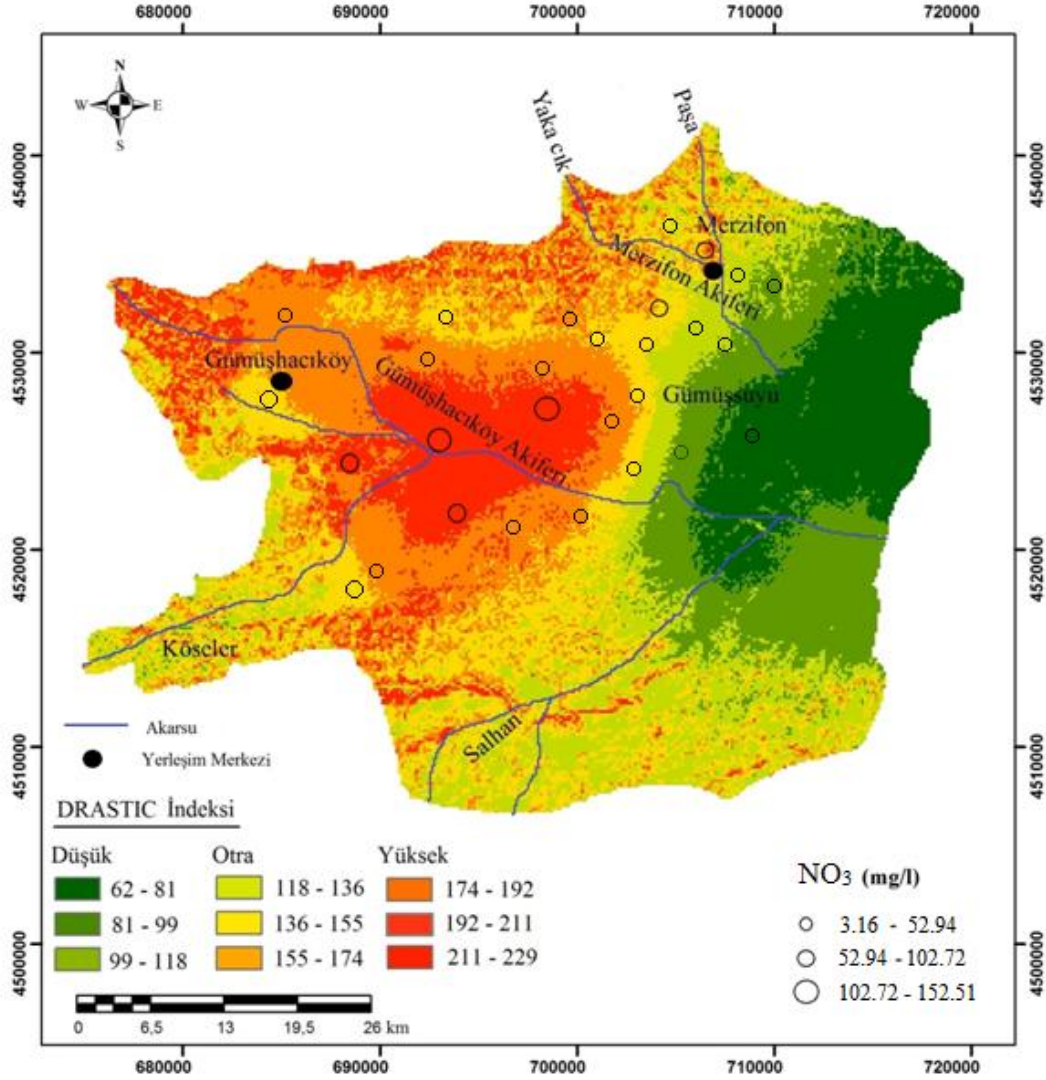 680000 690000 700000 710000 720000
N
W E
S
Yaka cık
Paşa
4540000 4540000
Merzifon
Merzifon Akiferi
4530000 4530000
Gümüşhacıköy
Gümüşhacıköy Akiferi
Gümüşsuyu
4520000 4520000
Köseler
Salhan
4510000 4510000
Akarsu
Yerleşim Merkezi
DRASTIC İndeksi
Düşük Otra Yüksek
62 - 81 118 - 136 174 - 192
81 - 99 136 - 155 192 - 211
99 - 118 155 - 174 211 - 229
NO3 (mg/l)
3.16 - 52.94
52.94 - 102.72
102.72 - 152.51
4500000 4500000
0 6,5 13 19,5 26 km
680000 690000 700000 710000 720000